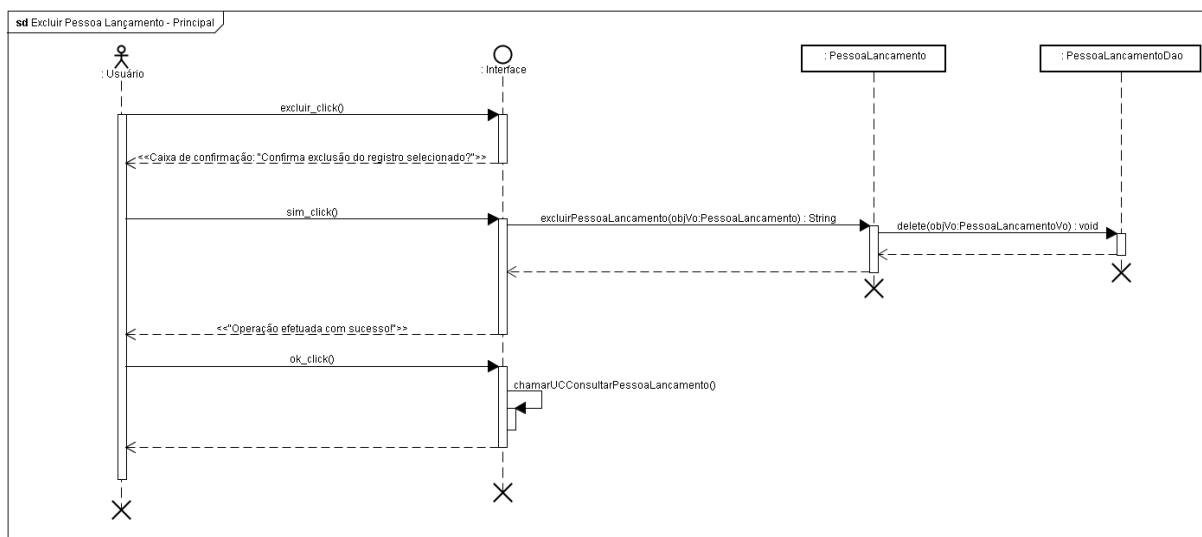 sd Excluir Pessoa Lançamento - Principal
: Usuário
: Interface
: PessoaLancamento
: PessoaLancamentoDao
excluir_click()
<<Caixa de confirmação: "Confirma exclusão do registro selecionado?">>
sim_click()
excluirPessoaLancamento(objVo:PessoaLancamento) : String
delete(objVo:PessoaLancamentoVo) : void
<<"Operação efetuada com sucesso!">>
ok_click()
chamarUCConsultarPessoaLancamento()